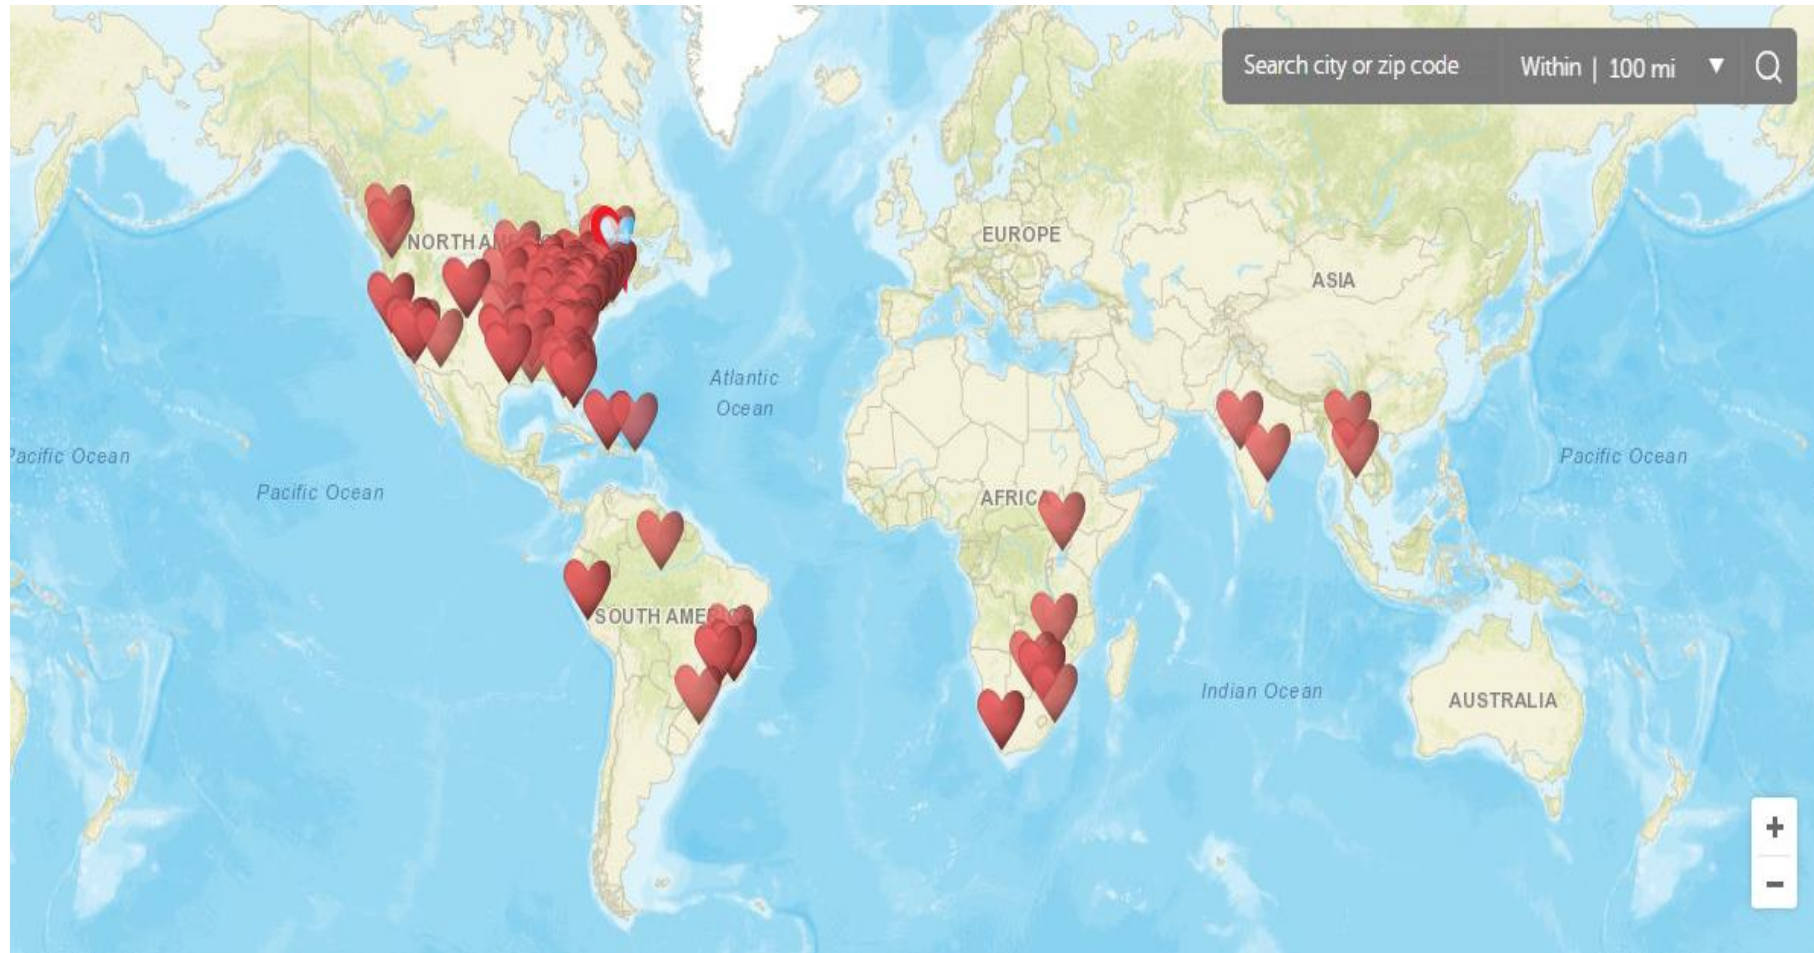 Search city or zip code Within | 100 mi
EUROPE
ASIA
Atlantic
Ocean
Pacific Ocean
Pacific Ocean
Pacific Ocean
SOUTH
Indian Ocean
AUSTRALIA